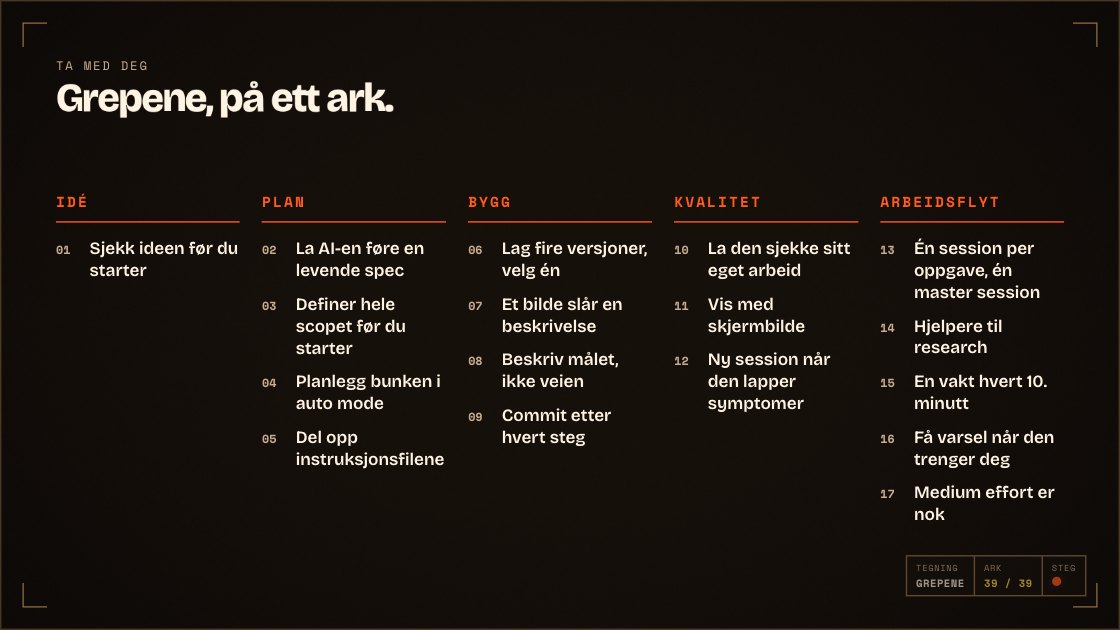 TA MED DEG
Grepene, på ett ark.
IDÉ
01 Sjekk ideen før du
starter
PLAN
02 La AI-en føre en
levende spec
03 Definer hele
scopet før du
starter
04 Planlegg bunken i
auto mode
05 Del opp
instruksjonsfilene
BYGG
06 Lag fire versjoner,
velg én
07 Et bilde slår en
beskrivelse
08 Beskriv målet,
ikke veien
09 Commit etter
hvert steg
KVALITET
10 La den sjekke sitt
eget arbeid
11 Vis med
skjermbilde
12 Ny session når
den lapper
symptomer
ARBEIDSFLYT
13 Én session per
oppgave, én
master session
14 Hjelpere til
research
15 En vakt hvert 10.
minutt
16 Få varsel når den
trenger deg
17 Medium effort er
nok
TEGNING
GREPENE
ARK
39 / 39
STEG